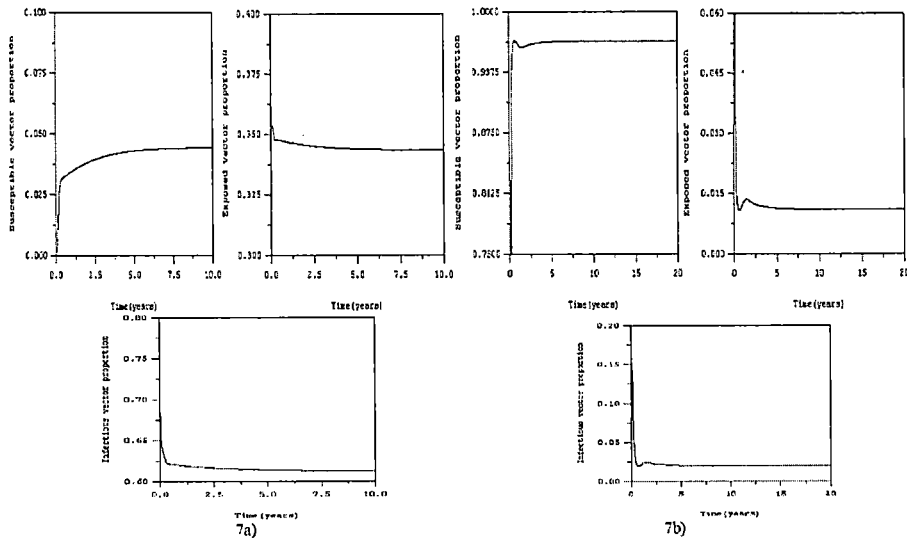 Susceptible vector proportion
0.100
0.075
0.050
0.025
0.000
0.0 2.5 5.0 7.5 10.0
Time(years)
Exposed vector proportion
0.400
0.375
0.350
0.325
0.300
0.0 2.5 5.0 7.5 10.0
Time(years)
Infectious vector proportion
0.80
0.75
0.70
0.65
0.60
0.0 2.5 5.0 7.5 10.0
Time(years)
7a)
Susceptible vector proportion
1.0000
0.9375
0.8750
0.8125
0.7500
0 5 10 15 20
Time(years)
Exposed vector proportion
0.060
0.045
0.030
0.015
0.000
0 5 10 15 20
Time(years)
Infectious vector proportion
0.20
0.15
0.10
0.05
0.00
0 5 10 15
Time(years)
7b)